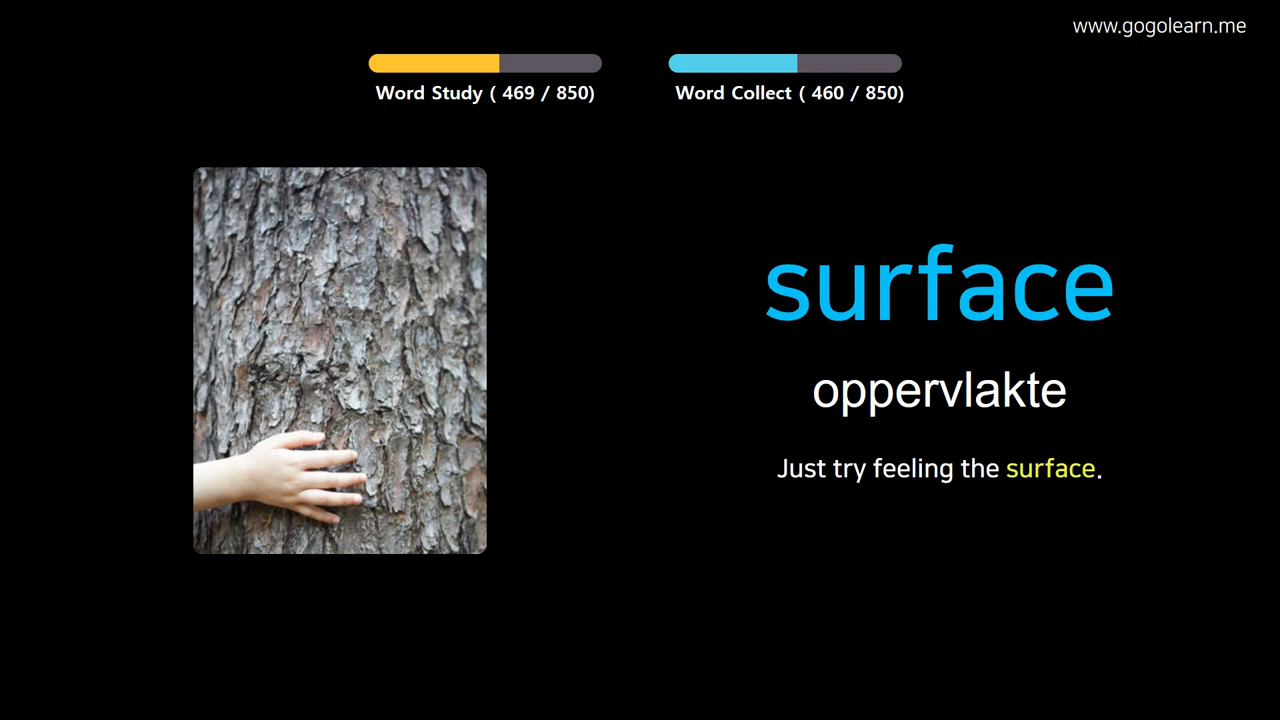 www.gogolearn.me
Word Study ( 469 / 850)
Word Collect ( 460 / 850)
surface
oppervlakte
Just try feeling the surface.